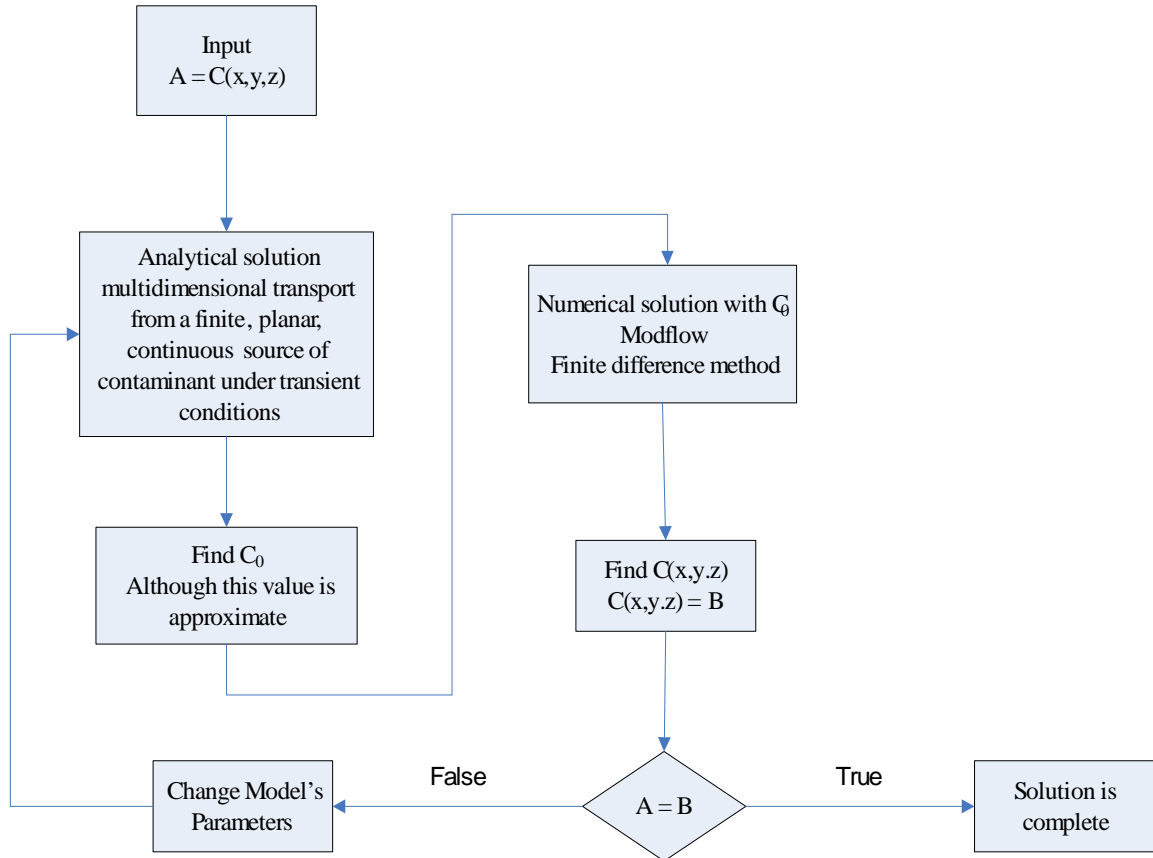 Input
A = C(x,y,z)
Analytical solution
multidimensional transport
from a finite, planar,
continuous source of
contaminant under transient
conditions
Find C₀
Although this value is
approximate
Numerical solution with C₀
Modflow
Finite difference method
Find C(x,y.z)
C(x,y.z) = B
A = B
False
True
Change Model's
Parameters
Solution is
complete